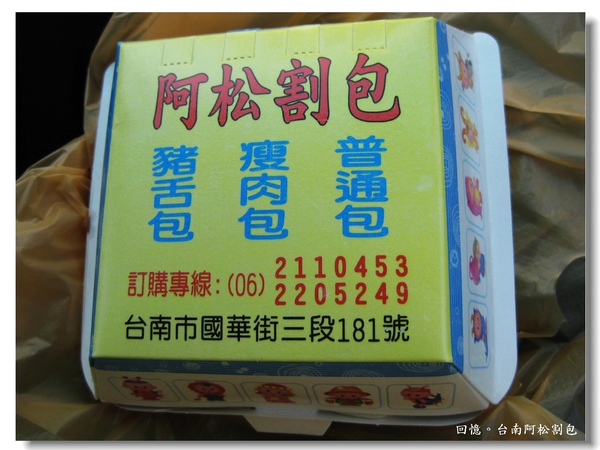 阿松割包
普通包
瘦肉包
豬舌包
訂購專線:(06) 2110453
2205249
台南市國華街三段181號
回憶。台南阿松割包